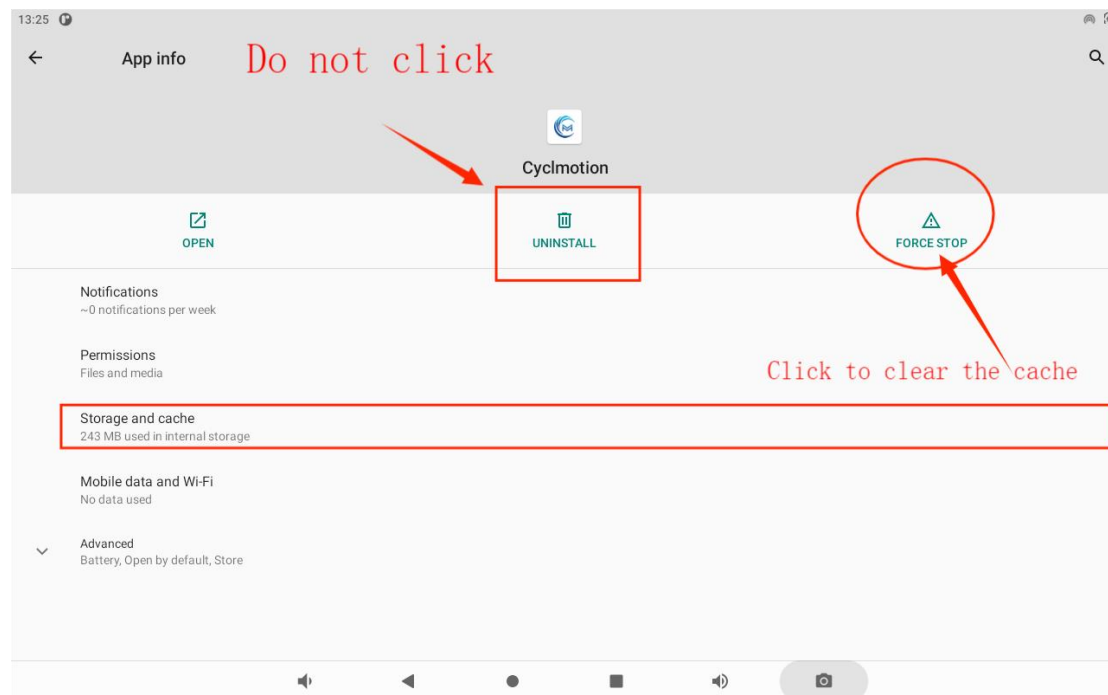 13:25
App info
Do not click
Cyclmotion
OPEN
UNINSTALL
FORCE STOP
Notifications
~0 notifications per week
Permissions
Files and media
Click to clear the cache
Storage and cache
243 MB used in internal storage
Mobile data and Wi-Fi
No data used
Advanced
Battery, Open by default, Store